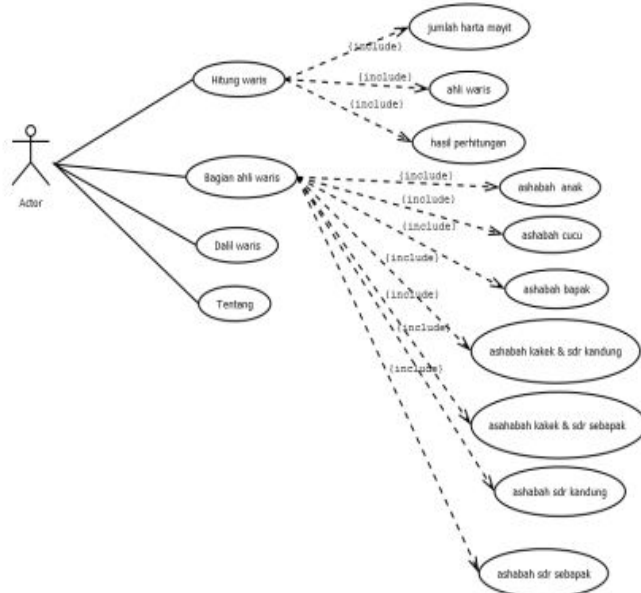 jumlah harta mayit
{include)
Hitung waris
{include)
ahli waris
{include)
hasil perhitungan
Actor
Bagian ahli waris
{include)
ashabah anak
{include)
ashabah cucu
Dalil waris
{include)
ashabah bapak
Tentang
{include)
{include)
ashabah kakek & sdr kandung
{include)
asahabah kakek & sdr sebapak
ashabah sdr kandung
ashabah sdr sebapak